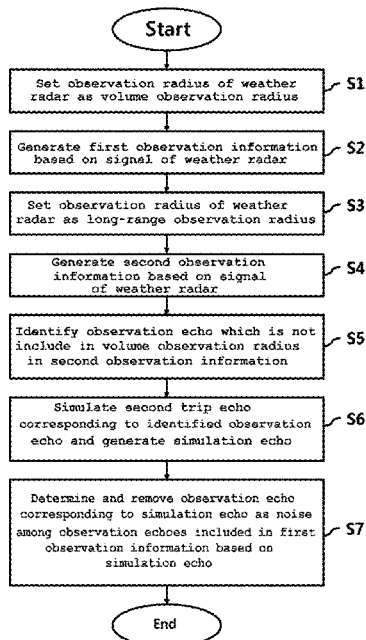 Start
Set observation radius of weather
radar as volume observation radius
S1
Generate first observation information
based on signal of weather radar
S2
Set observation radius of weather
radar as long-range observation radius
S3
Generate second observation
information based on signal
of weather radar
S4
Identify observation echo which is not
include in volume observation radius
in second observation information
S5
Simulate second trip echo
corresponding to identified observation
echo and generate simulation echo
S6
Determine and remove observation echo
corresponding to simulation echo as noise
among observation echoes included in first
observation information based on
simulation echo
S7
End